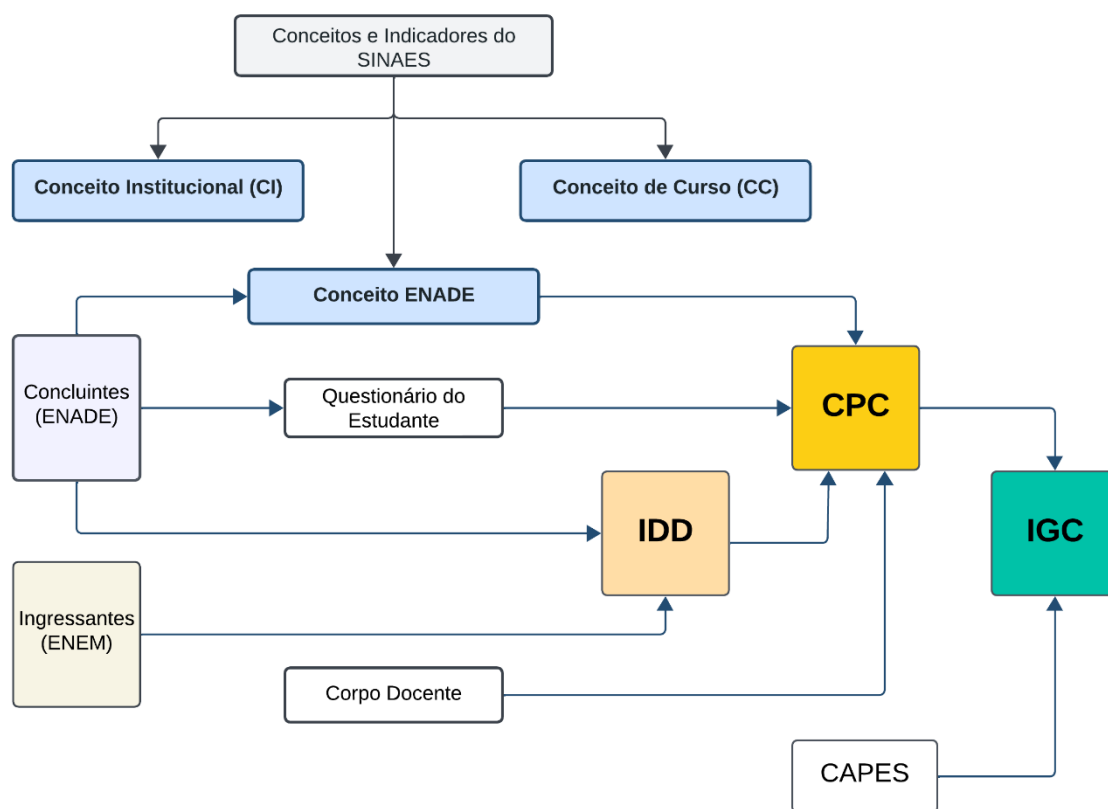 Conceitos e Indicadores do
SINAES
Conceito Institucional (CI)
Conceito de Curso (CC)
Conceito ENADE
Concluintes
(ENADE)
Questionário do
Estudante
CPC
IDD
IGC
Ingressantes
(ENEM)
Corpo Docente
CAPES